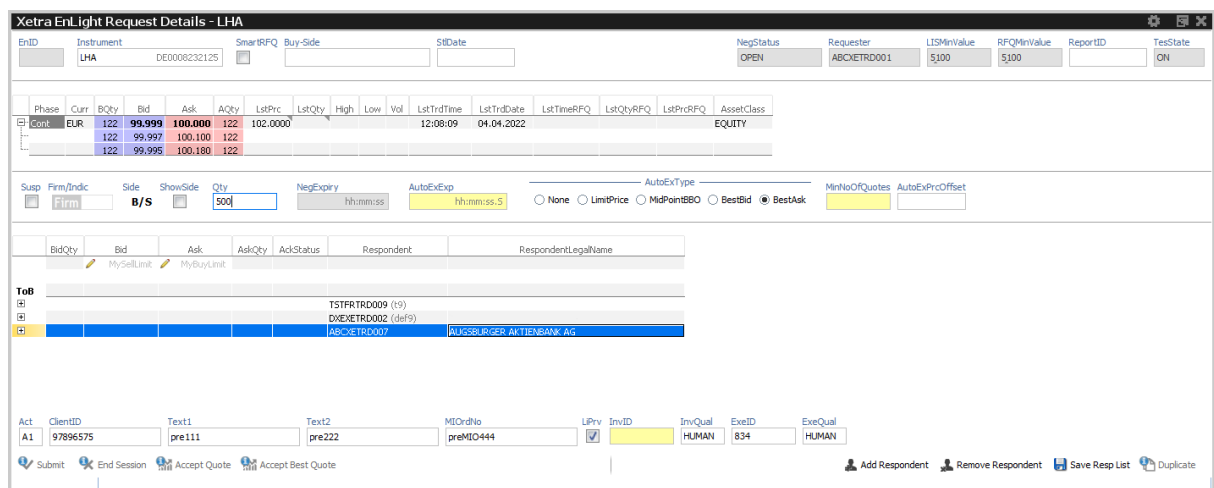 Xetra EnLight Request Details - LHA
EnID Instrument SmartRFQ Buy-Side StlDate NegStatus Requester LISMinValue RFQMinValue ReportID TesState
LHA DE0008232125 OPEN ABCXETRD001 5,100 5,100 ON
Phase Curr BQty Bid Ask AQty LstPrc LstQty High Low Vol LstTrdTime LstTrdDate LstTimeRFQ LstQtyRFQ LstPrcRFQ AssetClass
Cont EUR 122 99.999 100.000 122 102.0000 12:08:09 04.04.2022 EQUITY
122 99.997 100.100 122
122 99.995 100.180 122
AutoExType
Susp Firm/Indic Side ShowSide Qty NegExpiry AutoExExp MinNoOfQuotes AutoExPrcOffset
Firm B/S 500 hh:mm:ss hh:mm:ss.S None LimitPrice MidPointBBO BestBid BestAsk
BidQty Bid Ask AskQty AckStatus Respondent RespondentLegalName
MySellLimit MyBuyLimit
ToB
TSTFRTRD009 (t9)
DXEXETRD002 (def9)
ABCXETRD007 AUGSBURGER AKTIENBANK AG
Act ClientID Text1 Text2 MIOrdNo LiPrv InvID InvQual ExeID ExeQual
A1 97896575 pre111 pre222 preMIO444 HUMAN 834 HUMAN
Submit End Session Accept Quote Accept Best Quote Add Respondent Remove Respondent Save Resp List Duplicate